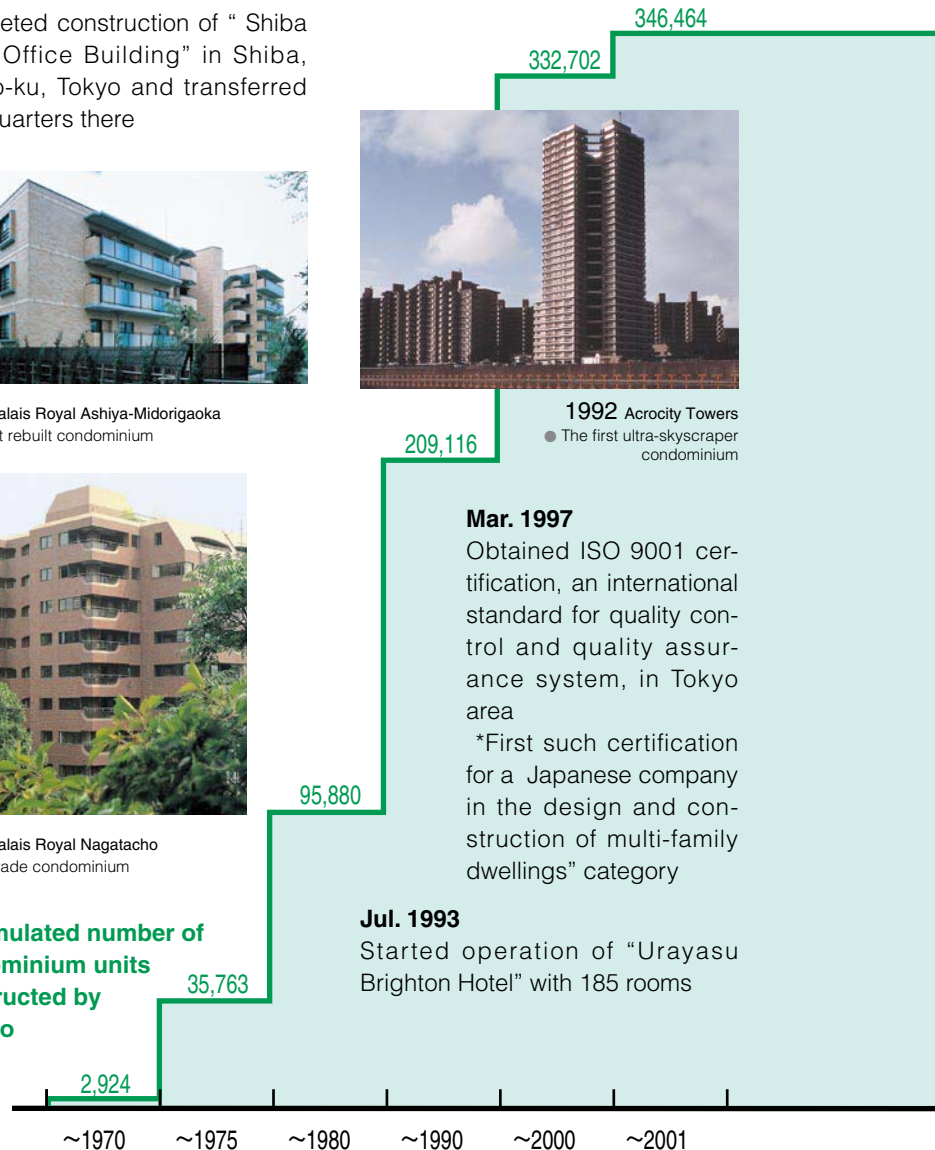 eted construction of “ Shiba
Office Building” in Shiba,
o-ku, Tokyo and transferred
uarters there
alais Royal Ashiya-Midorigaoka
t rebuilt condominium
alais Royal Nagatacho
ade condominium
mulated number of
ominium units
ructed by
o
346,464
332,702
1992 Acrocity Towers
● The first ultra-skyscraper
condominium
209,116
Mar. 1997
Obtained ISO 9001 cer-
tification, an international
standard for quality con-
trol and quality assur-
ance system, in Tokyo
area
*First such certification
for a Japanese company
in the design and con-
struction of multi-family
dwellings” category
95,880
Jul. 1993
Started operation of “Urayasu
Brighton Hotel” with 185 rooms
35,763
2,924
~1970 ~1975 ~1980 ~1990 ~2000 ~2001